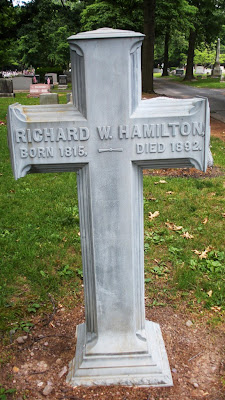 RICHARD W. HAMILTON.
BORN 1815. — DIED 1892.